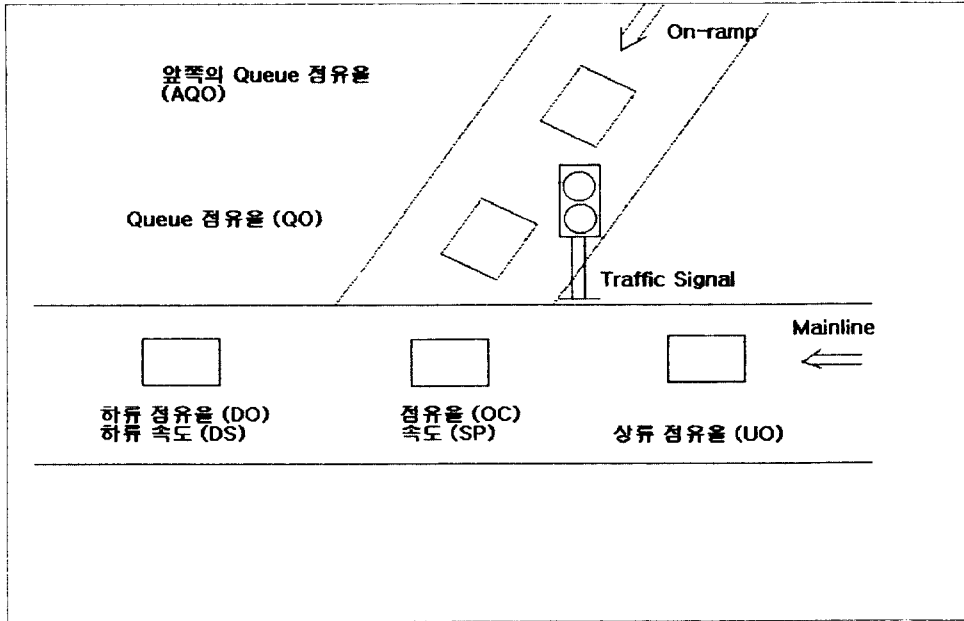 On-ramp
앞쪽의 Queue 점유율
(AQO)
Queue 점유율 (QO)
Traffic Signal
Mainline
하류 점유율 (DO)
하류 속도 (DS)
점유율 (OC)
속도 (SP)
상류 점유율 (UO)